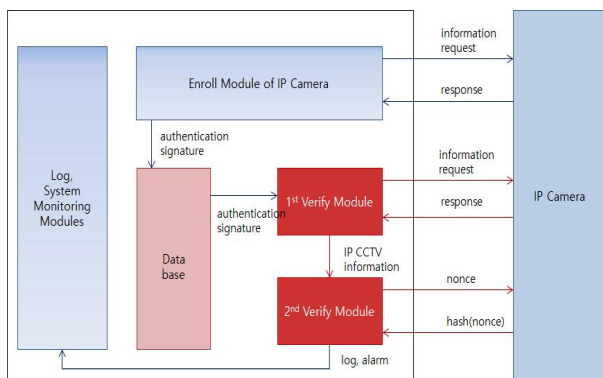 information
request
Enroll Module of IP Camera
response
authentication
signature
Log,
System
Monitoring
Modules
information
request
1st Verify Module
response
authentication
signature
IP Camera
Data
base
IP CCTV
information
nonce
2nd Verify Module
hash(nonce)
log, alarm